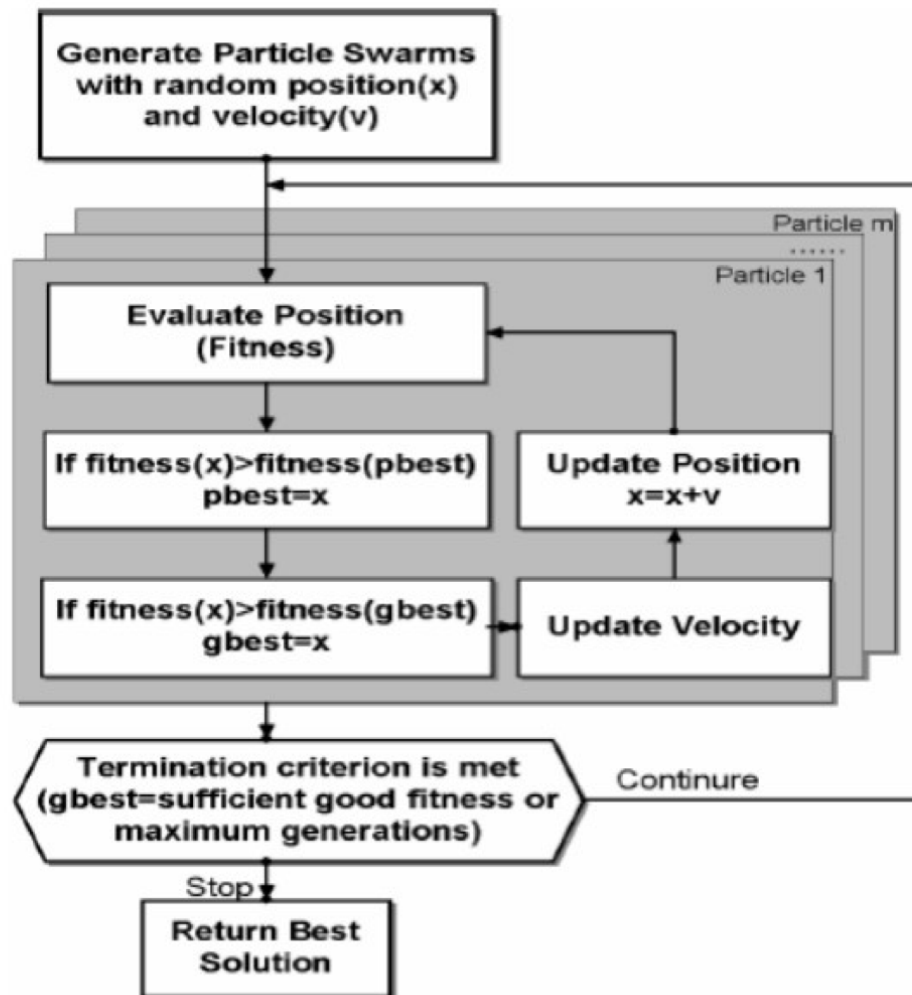 Generate Particle Swarms
with random position(x)
and velocity(v)
Particle m
......
Particle 1
Evaluate Position
(Fitness)
If fitness(x)>fitness(pbest)
pbest=x
Update Position
x=x+v
If fitness(x)>fitness(gbest)
gbest=x
Update Velocity
Termination criterion is met
(gbest=sufficient good fitness or
maximum generations)
Continure
Stop
Return Best
Solution